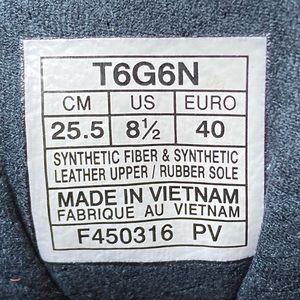 T6G6N
CM US EURO
25.5 8½ 40
SYNTHETIC FIBER & SYNTHETIC
LEATHER UPPER / RUBBER SOLE
MADE IN VIETNAM
FABRIQUE AU VIETNAM
F450316 PV